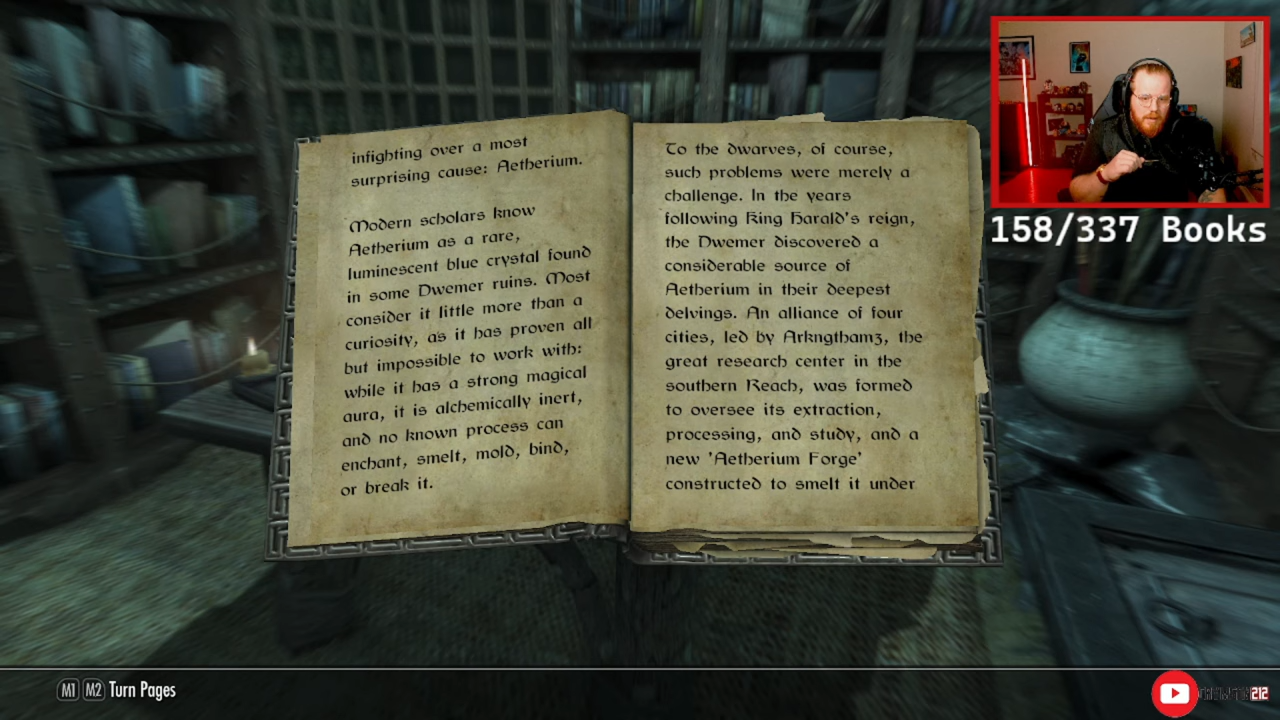 infighting over a most
surprising cause: Aetherium.
Modern scholars know
Aetherium as a rare,
luminescent blue crystal found
in some Dwemer ruins. Most
consider it little more than a
curiosity, as it has proven all
but impossible to work with:
while it has a strong magical
aura, it is alchemically inert,
and no known process can
enchant, smelt, mold, bind,
or break it.
To the dwarves, of course,
such problems were merely a
challenge. In the years
following King Harald's reign,
the Dwemer discovered a
considerable source of
Aetherium in their deepest
delvings. An alliance of four
cities, led by Arkngthamz, the
great research center in the
southern Reach, was formed
to oversee its extraction,
processing, and study, and a
new 'Aetherium Forge'
constructed to smelt it under
158/337 Books
M1 M2 Turn Pages
212